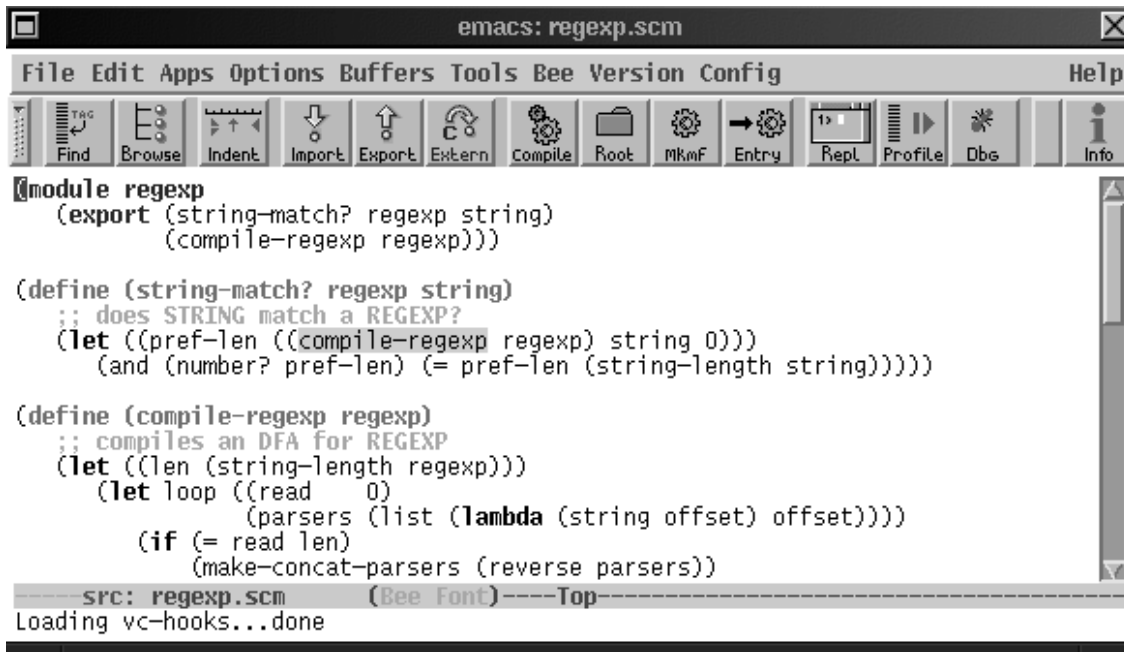 emacs: regexp.scm
File Edit Apps Options Buffers Tools Bee Version Config Help
TAG C 1>
Find Browse Indent Import Export Extern Compile Root MKmF Entry Repl Profile Dbg Info
(module regexp
   (export (string-match? regexp string)
           (compile-regexp regexp)))
(define (string-match? regexp string)
   ;; does STRING match a REGEXP?
   (let ((pref-len ((compile-regexp regexp) string 0)))
      (and (number? pref-len) (= pref-len (string-length string)))))
(define (compile-regexp regexp)
   ;; compiles an DFA for REGEXP
   (let ((len (string-length regexp)))
      (let loop ((read    0)
                 (parsers (list (lambda (string offset) offset))))
         (if (= read len)
             (make-concat-parsers (reverse parsers))
-----src: regexp.scm      (Bee Font)----Top----------------------------------------
Loading vc-hooks...done